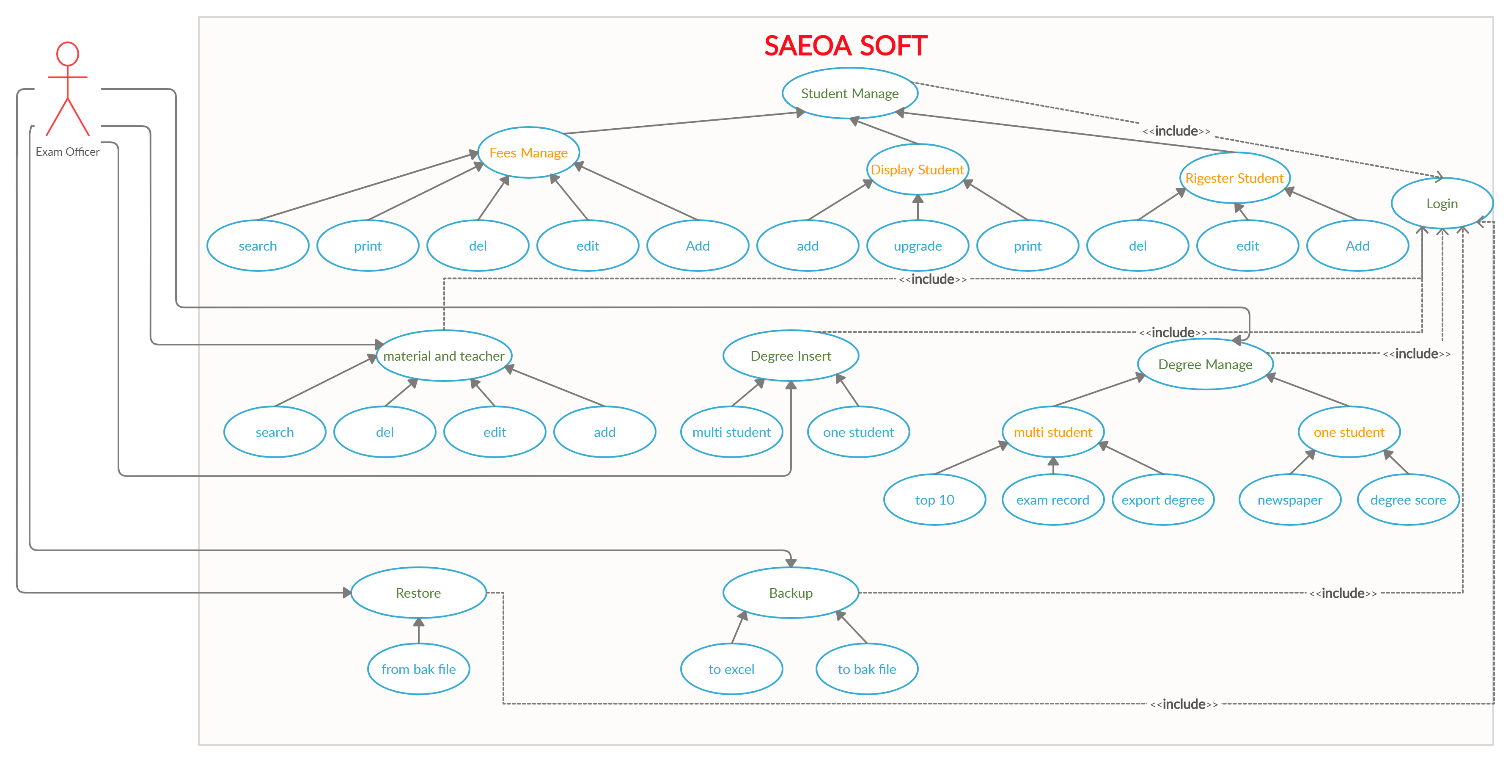 SAEOA SOFT
Student Manage
<<include>>
Exam Officer
Fees Manage
Display Student
Rigester Student
Login
search
print
del
edit
Add
add
upgrade
print
del
edit
Add
<<include>>
<<include>>
material and teacher
Degree Insert
Degree Manage
<<include>>
search
del
edit
add
multi student
one student
multi student
one student
top 10
exam record
export degree
newspaper
degree score
Restore
Backup
<<include>>
from bak file
to excel
to bak file
<<include>>